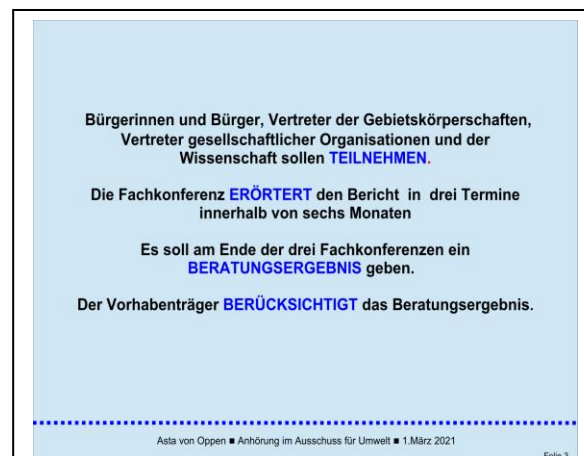 Bürgerinnen und Bürger, Vertreter der Gebietskörperschaften,
Vertreter gesellschaftlicher Organisationen und der
Wissenschaft sollen TEILNEHMEN.
Die Fachkonferenz ERÖRTERT den Bericht in drei Termine
innerhalb von sechs Monaten
Es soll am Ende der drei Fachkonferenzen ein
BERATUNGSERGEBNIS geben.
Der Vorhabenträger BERÜCKSICHTIGT das Beratungsergebnis.
Asta von Oppen ■ Anhörung im Ausschuss für Umwelt ■ 1.März 2021
Folie 3